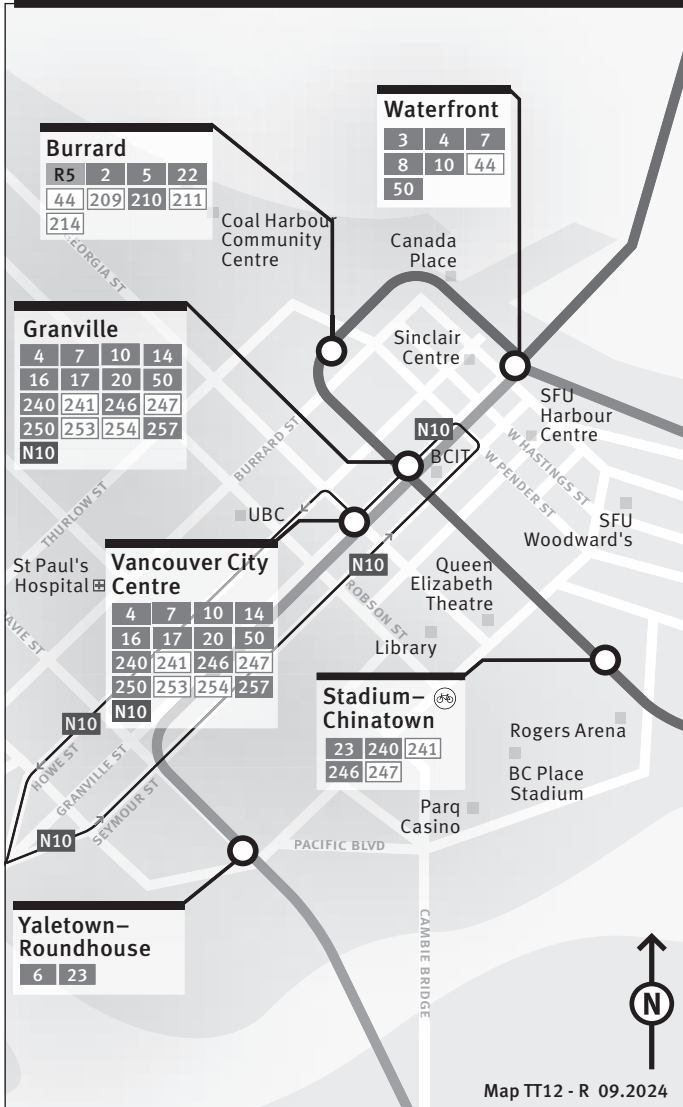 Waterfront
3 4 7
8 10 44
50
Burrard
R5 2 5 22
44 209 210 211
214
Coal Harbour
Community
Centre
Canada
Place
GEORGIA ST
Granville
4 7 10 14
16 17 20 50
240 241 246 247
250 253 254 257
N10
Sinclair
Centre
SFU
Harbour
Centre
N10
BCIT
BURRARD ST
W HASTINGS ST
W PENDER ST
THURLOW ST
UBC
SFU
Woodward's
St Paul's
Hospital
Vancouver City
Centre
4 7 10 14
16 17 20 50
240 241 246 247
250 253 254 257
N10
N10
Queen
Elizabeth
Theatre
ROBSON ST
Library
AVIE ST
Stadium–
Chinatown
23 240 241
246 247
Rogers Arena
BC Place
Stadium
Parq
Casino
N10
HOWE ST
GRANVILLE ST
SEYMOUR ST
N10
PACIFIC BLVD
Yaletown–
Roundhouse
6 23
CAMBIE BRIDGE
N
Map TT12 - R 09.2024